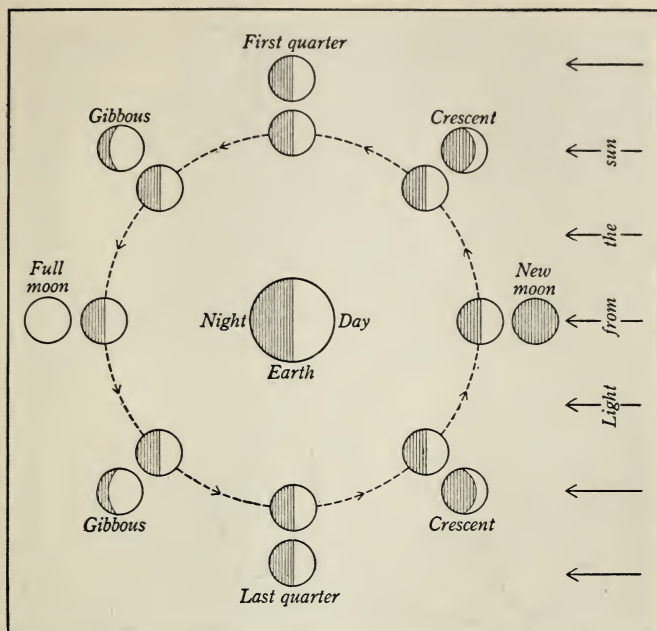 First quarter
Gibbous
Crescent
Full
moon
New
moon
Night
Day
Earth
Light from the sun
Gibbous
Crescent
Last quarter